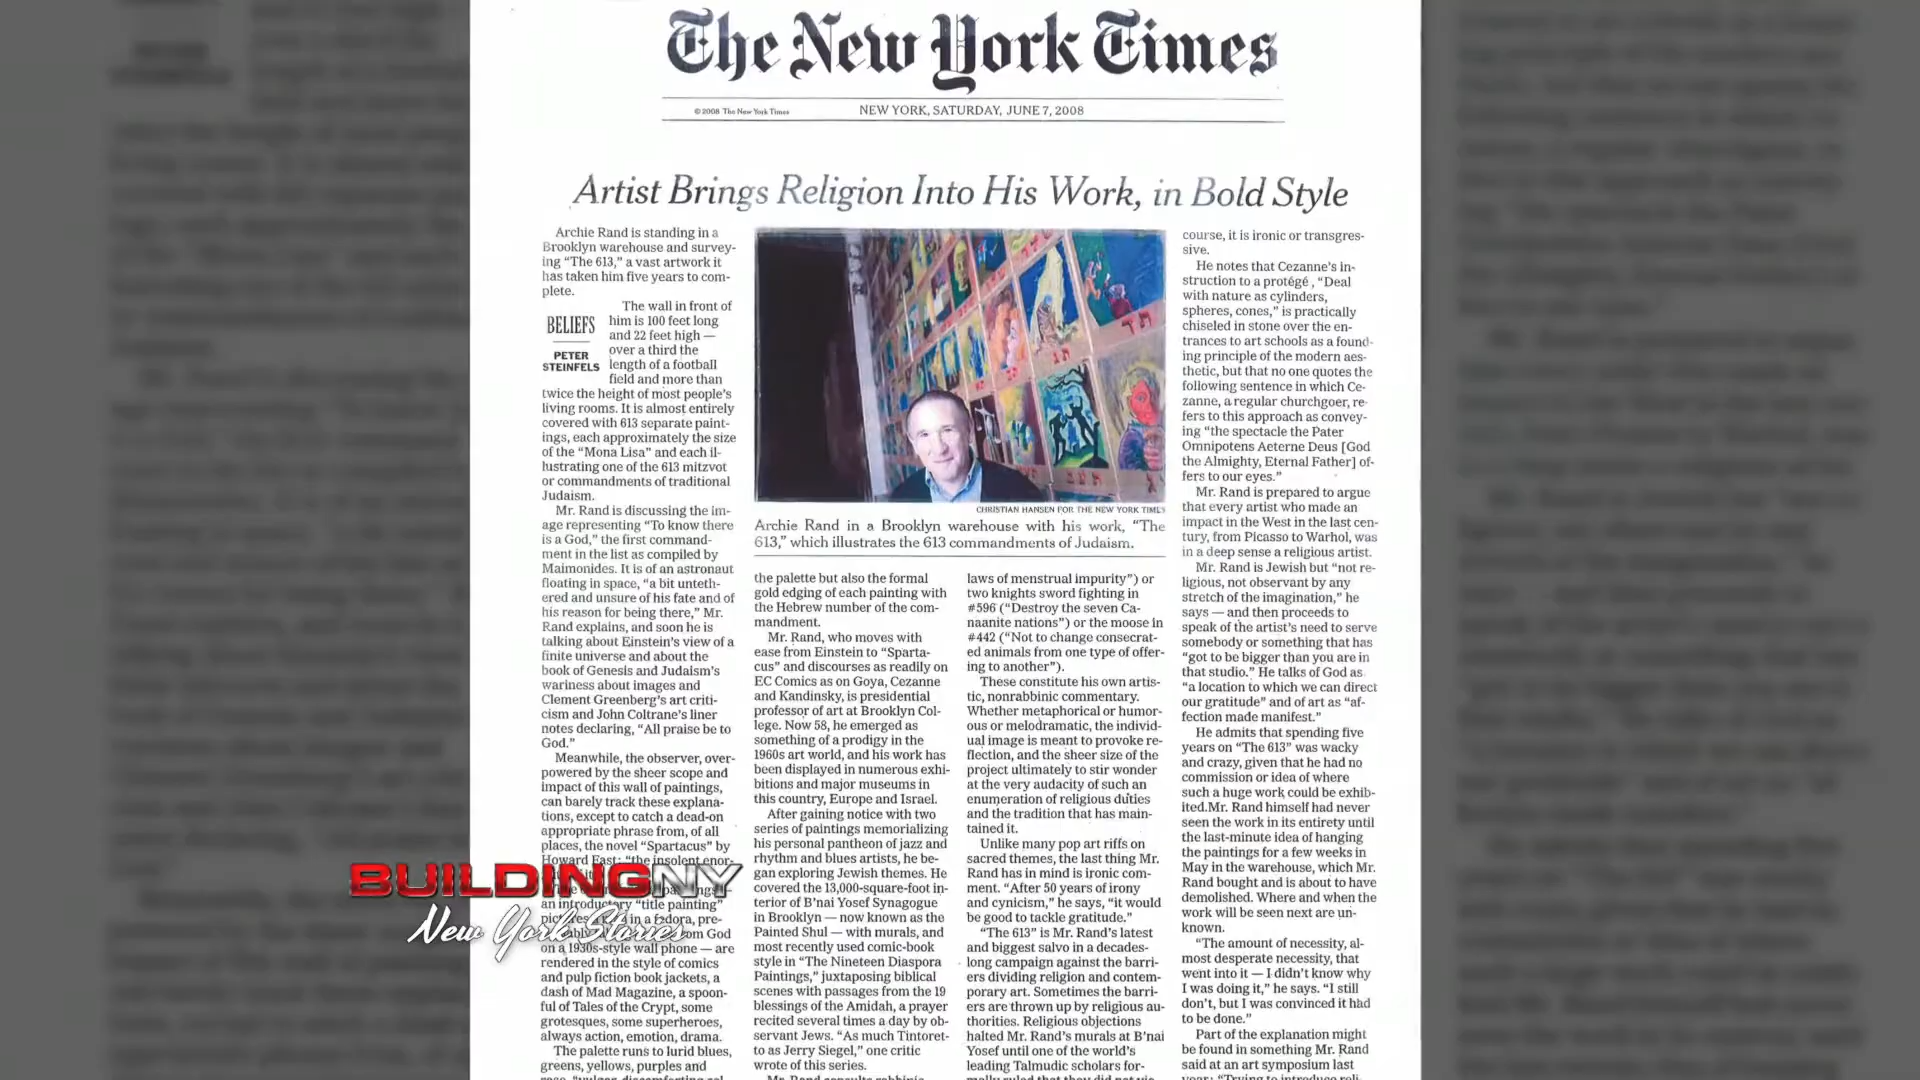 The New York Times
© 2008 The New York Times
NEW YORK, SATURDAY, JUNE 7, 2008
Artist Brings Religion Into His Work, in Bold Style
Archie Rand is standing in a
Brooklyn warehouse and survey-
ing “The 613,” a vast artwork it
has taken him five years to com-
plete.
BELIEFS
PETER
STEINFELS
The wall in front of
him is 100 feet long
and 22 feet high —
over a third the
length of a football
field and more than
twice the height of most people’s
living rooms. It is almost entirely
covered with 613 separate paint-
ings, each approximately the size
of the “Mona Lisa” and each il-
lustrating one of the 613 mitzvot
or commandments of traditional
Judaism.
Mr. Rand is discussing the im-
age representing “To know there
is a God,” the first command-
ment in the list as compiled by
Maimonides. It is of an astronaut
floating in space, “a bit unteth-
ered and unsure of his fate and of
his reason for being there,” Mr.
Rand explains, and soon he is
talking about Einstein’s view of a
finite universe and about the
book of Genesis and Judaism’s
wariness about images and
Clement Greenberg’s art criti-
cism and John Coltrane’s liner
notes declaring, “All praise be to
God.”
Meanwhile, the observer, over-
powered by the sheer scope and
impact of this wall of paintings,
can barely track these explana-
tions, except to catch a dead-on
appropriate phrase from, of all
places, the novel “Spartacus” by
Howard Fast: “the insolent enor-
an introductory “title painting”
in a fedora, pre-
from God
on a 1930s-style wall phone — are
rendered in the style of comics
and pulp fiction book jackets, a
dash of Mad Magazine, a spoon-
ful of Tales of the Crypt, some
grotesques, some superheroes,
always action, emotion, drama.
The palette runs to lurid blues,
greens, yellows, purples and
CHRISTIAN HANSEN FOR THE NEW YORK TIMES
Archie Rand in a Brooklyn warehouse with his work, “The
613,” which illustrates the 613 commandments of Judaism.
the palette but also the formal
gold edging of each painting with
the Hebrew number of the com-
mandment.
Mr. Rand, who moves with
ease from Einstein to “Sparta-
cus” and discourses as readily on
EC Comics as on Goya, Cezanne
and Kandinsky, is presidential
professor of art at Brooklyn Col-
lege. Now 58, he emerged as
something of a prodigy in the
1960s art world, and his work has
been displayed in numerous exhi-
bitions and major museums in
this country, Europe and Israel.
After gaining notice with two
series of paintings memorializing
his personal pantheon of jazz and
rhythm and blues artists, he be-
gan exploring Jewish themes. He
covered the 13,000-square-foot in-
terior of B’nai Yosef Synagogue
in Brooklyn — now known as the
Painted Shul — with murals, and
most recently used comic-book
style in “The Nineteen Diaspora
Paintings,” juxtaposing biblical
scenes with passages from the 19
blessings of the Amidah, a prayer
recited several times a day by ob-
servant Jews. “As much Tintoret-
to as Jerry Siegel,” one critic
wrote of this series.
laws of menstrual impurity”) or
two knights sword fighting in
#596 (“Destroy the seven Ca-
naanite nations”) or the moose in
#442 (“Not to change consecrat-
ed animals from one type of offer-
ing to another”).
These constitute his own artis-
tic, nonrabbinic commentary.
Whether metaphorical or humor-
ous or melodramatic, the individ-
ual image is meant to provoke re-
flection, and the sheer size of the
project ultimately to stir wonder
at the very audacity of such an
enumeration of religious duties
and the tradition that has main-
tained it.
Unlike many pop art riffs on
sacred themes, the last thing Mr.
Rand has in mind is ironic com-
ment. “After 50 years of irony
and cynicism,” he says, “it would
be good to tackle gratitude.”
“The 613” is Mr. Rand’s latest
and biggest salvo in a decades-
long campaign against the barri-
ers dividing religion and contem-
porary art. Sometimes the barri-
ers are thrown up by religious au-
thorities. Religious objections
halted Mr. Rand’s murals at B’nai
Yosef until one of the world’s
leading Talmudic scholars for-
course, it is ironic or transgres-
sive.
He notes that Cezanne’s in-
struction to a protégé, “Deal
with nature as cylinders,
spheres, cones,” is practically
chiseled in stone over the en-
trances to art schools as a found-
ing principle of the modern aes-
thetic, but that no one quotes the
following sentence in which Ce-
zanne, a regular churchgoer, re-
fers to this approach as convey-
ing “the spectacle the Pater
Omnipotens Aeterne Deus [God
the Almighty, Eternal Father] of-
fers to our eyes.”
Mr. Rand is prepared to argue
that every artist who made an
impact in the West in the last cen-
tury, from Picasso to Warhol, was
in a deep sense a religious artist.
Mr. Rand is Jewish but “not re-
ligious, not observant by any
stretch of the imagination,” he
says — and then proceeds to
speak of the artist’s need to serve
somebody or something that has
“got to be bigger than you are in
that studio.” He talks of God as
“a location to which we can direct
our gratitude” and of art as “af-
fection made manifest.”
He admits that spending five
years on “The 613” was wacky
and crazy, given that he had no
commission or idea of where
such a huge work could be exhib-
ited.Mr. Rand himself had never
seen the work in its entirety until
the last-minute idea of hanging
the paintings for a few weeks in
May in the warehouse, which Mr.
Rand bought and is about to have
demolished. Where and when the
work will be seen next are un-
known.
“The amount of necessity, al-
most desperate necessity, that
went into it — I didn’t know why
I was doing it,” he says. “I still
don’t, but I was convinced it had
to be done.”
Part of the explanation might
be found in something Mr. Rand
said at an art symposium last
BUILDINGNY
New York Stories